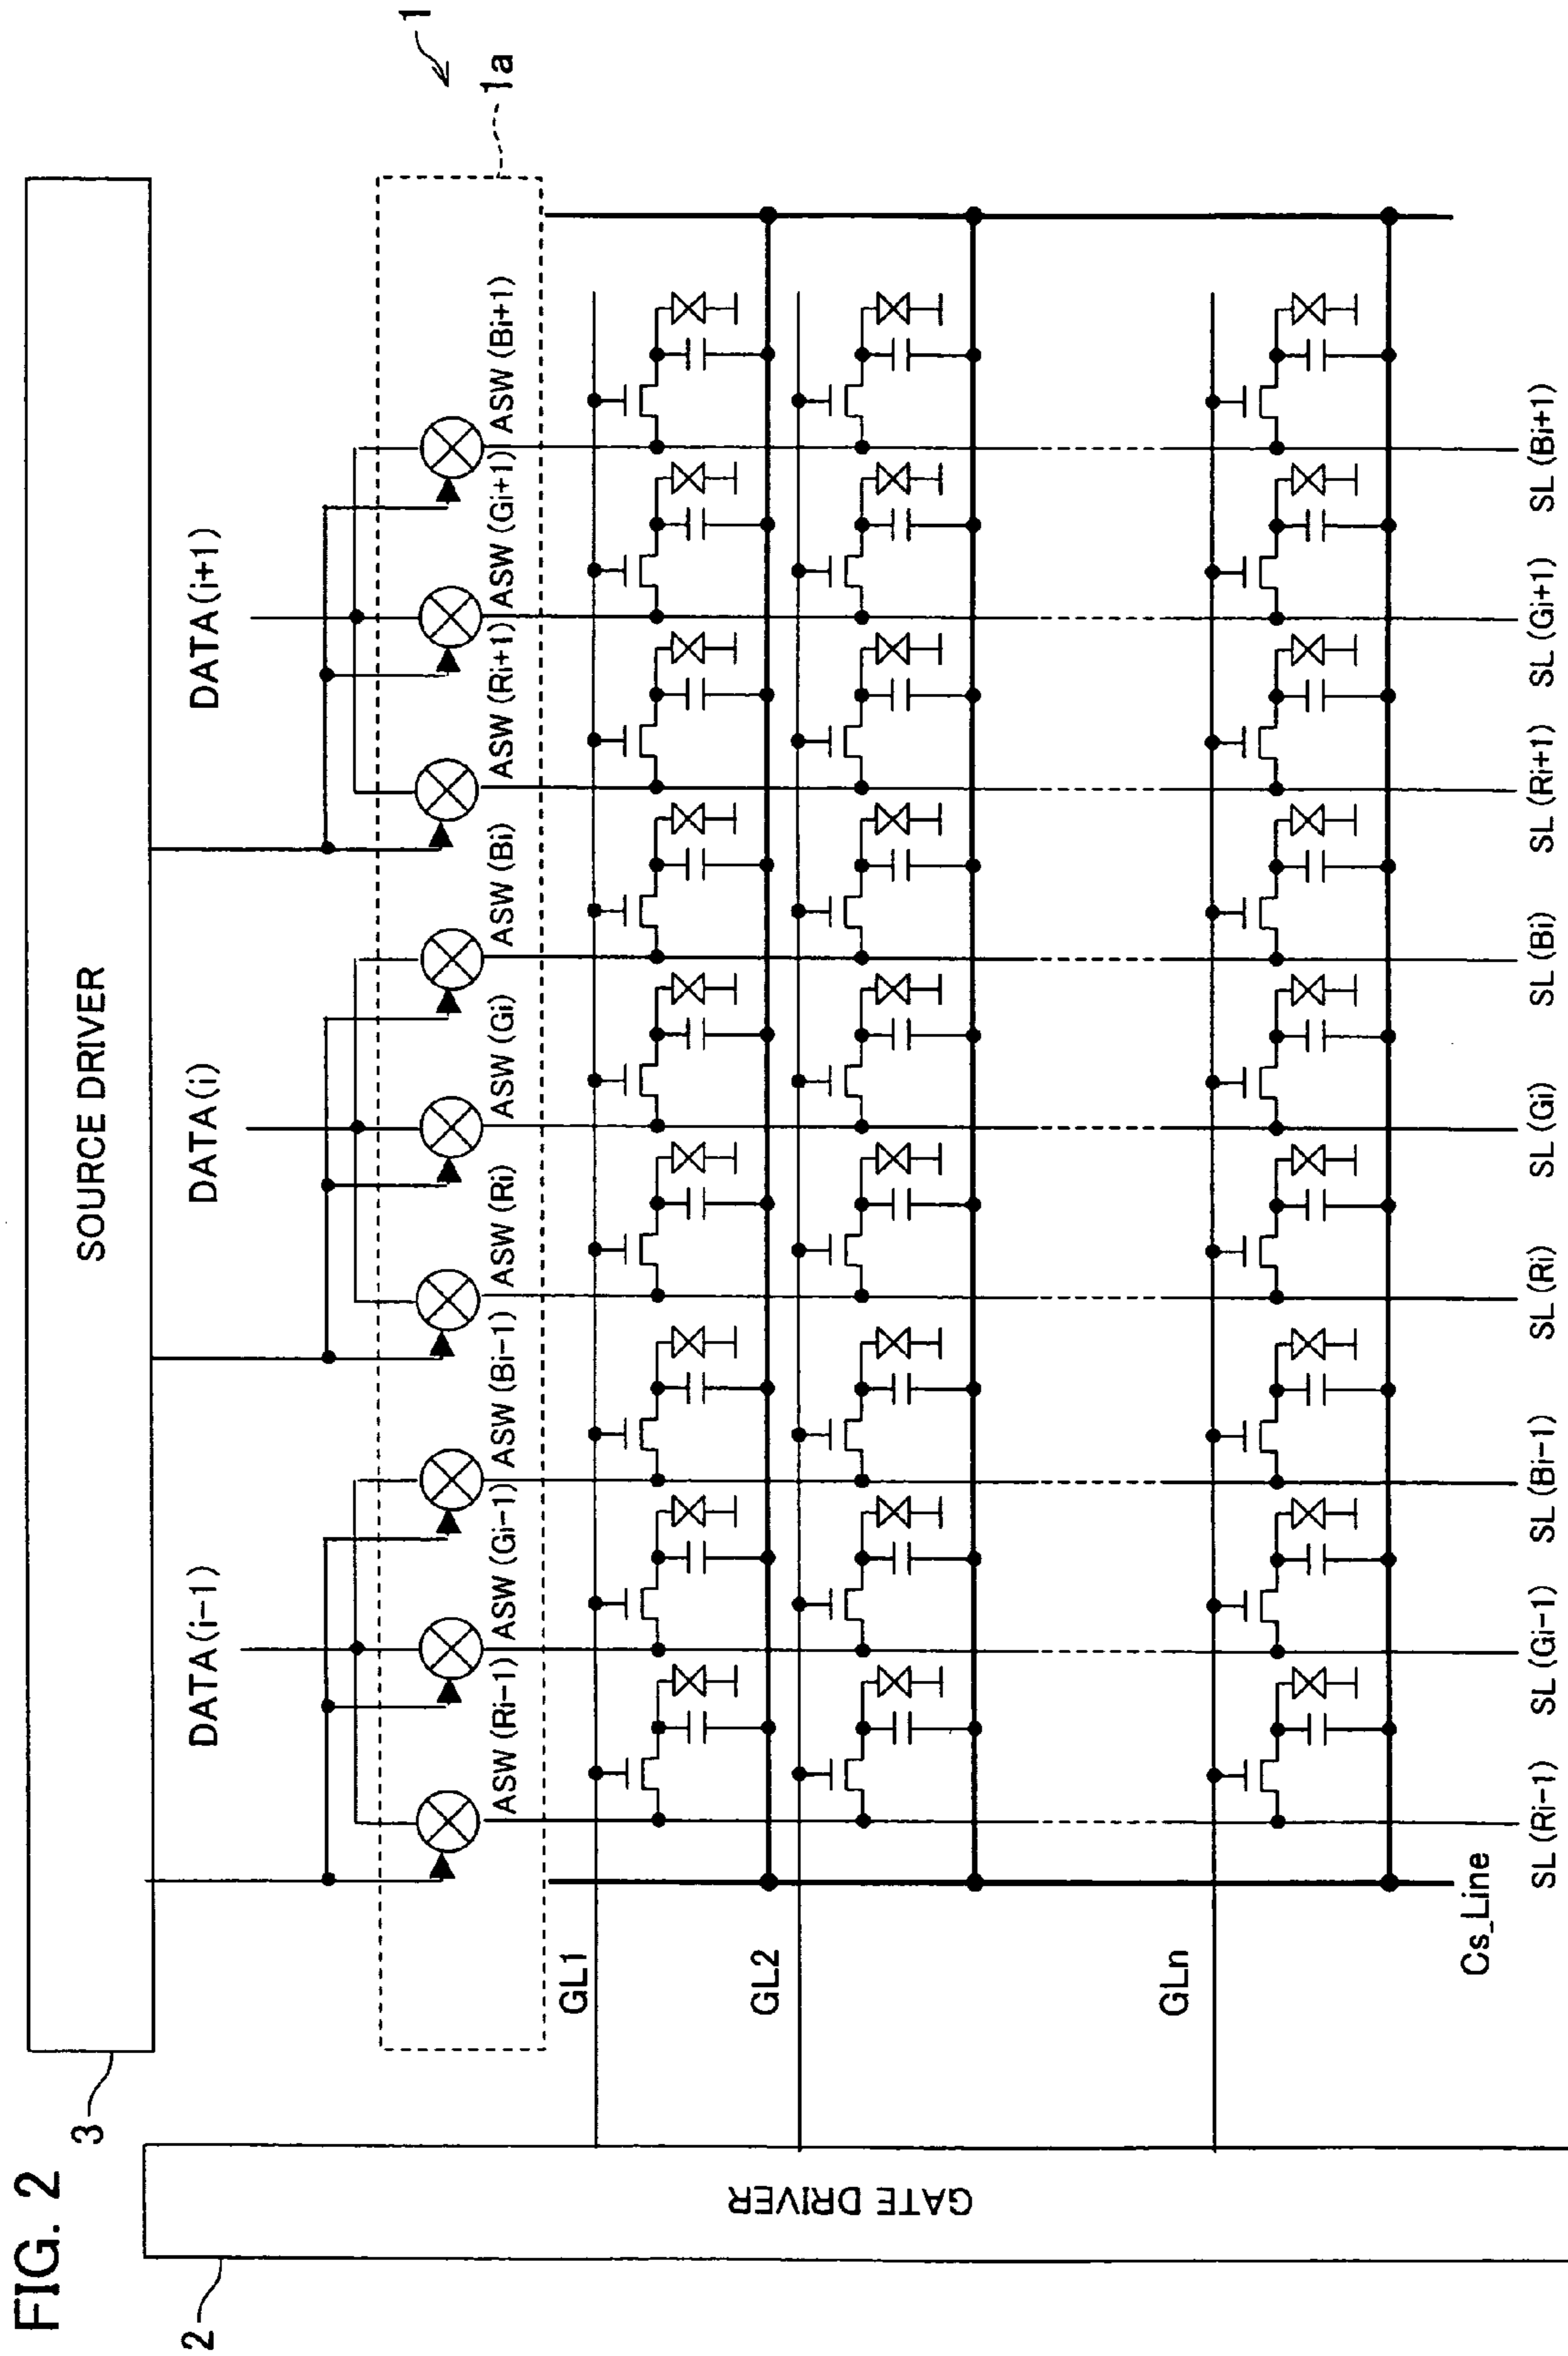 FIG. 2
1
3
SOURCE DRIVER
DATA(i-1)
DATA(i)
DATA(i+1)
1a
ASW (Ri-1)
ASW (Gi-1)
ASW (Bi-1)
ASW (Ri)
ASW (Gi)
ASW (Bi)
ASW (Ri+1)
ASW (Gi+1)
ASW (Bi+1)
2
GATE DRIVER
GL1
GL2
GLn
Cs_Line
SL (Ri-1)
SL (Gi-1)
SL (Bi-1)
SL (Ri)
SL (Gi)
SL (Bi)
SL (Ri+1)
SL (Gi+1)
SL (Bi+1)